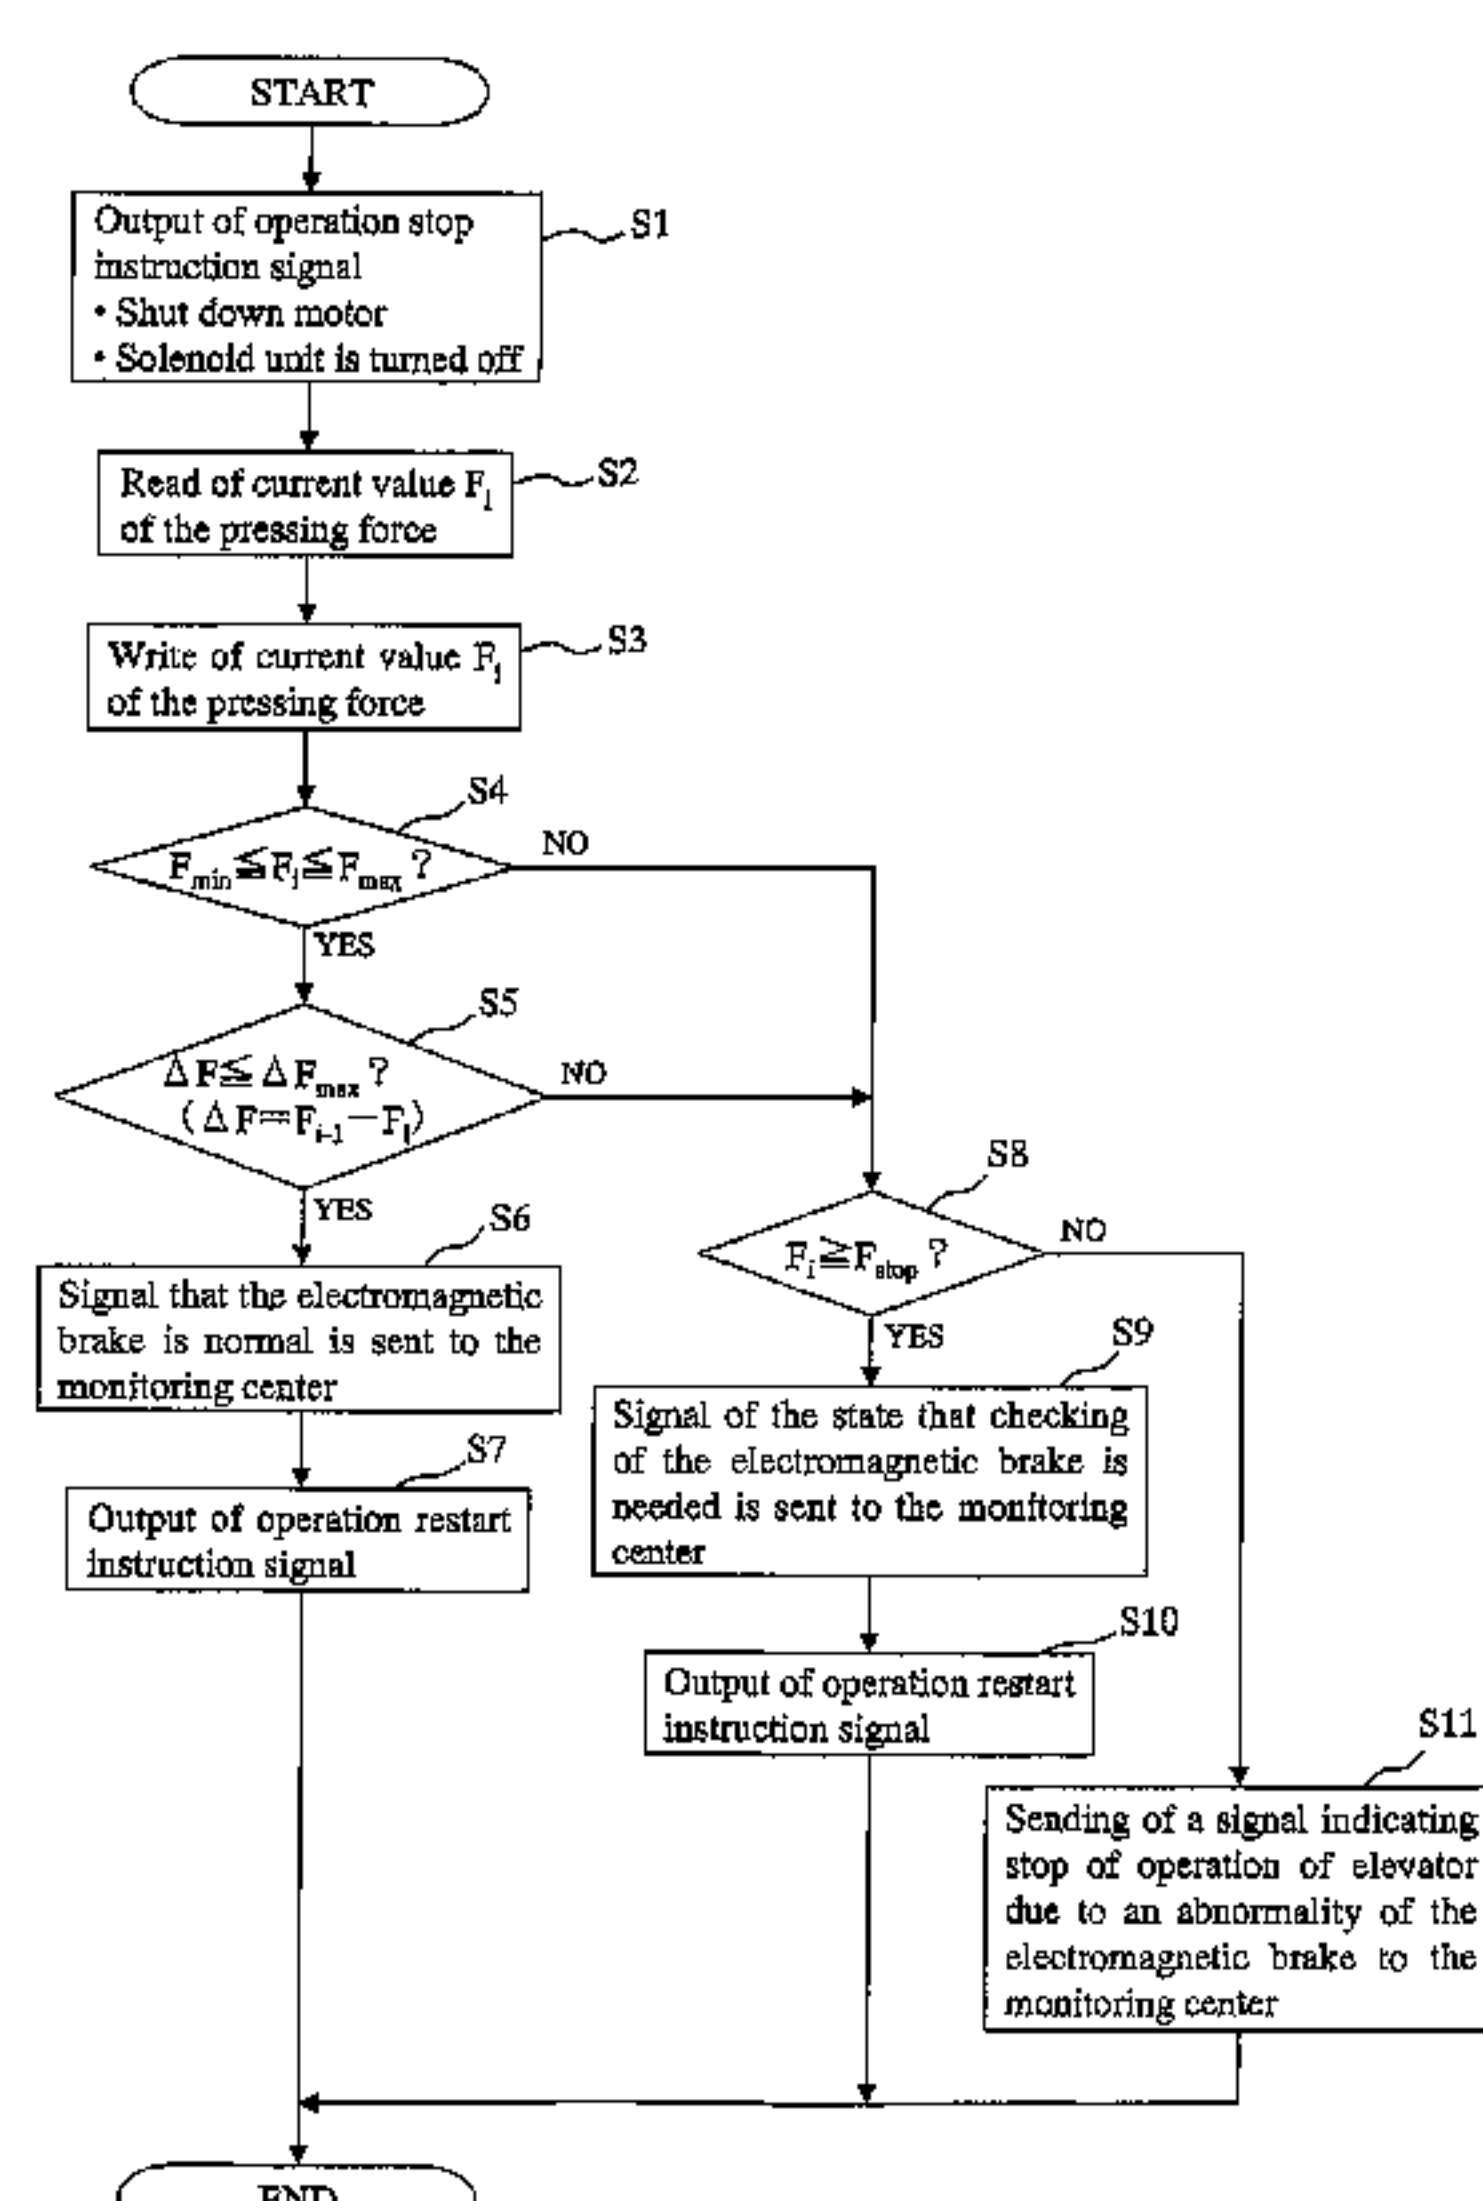 START
Output of operation stop
instruction signal
• Shut down motor
• Solenoid unit is turned off
S1
Read of current value Fi
of the pressing force
S2
Write of current value Fi
of the pressing force
S3
S4
Fmin≦Fi≦Fmax ?
NO
YES
S5
ΔF≦ΔFmax ?
(ΔF=Fi-1−Fi)
NO
YES
S6
Signal that the electromagnetic
brake is normal is sent to the
monitoring center
S7
Output of operation restart
instruction signal
S8
Fi≧Fstop ?
NO
YES
S9
Signal of the state that checking
of the electromagnetic brake is
needed is sent to the monitoring
center
S10
Output of operation restart
instruction signal
S11
Sending of a signal indicating
stop of operation of elevator
due to an abnormality of the
electromagnetic brake to the
monitoring center
END